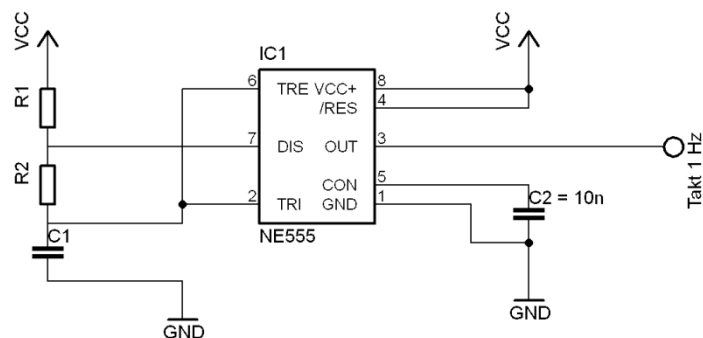 VCC
R1
R2
C1
GND
IC1
6
TRE
VCC+
8
/RES
4
7
DIS
OUT
3
CON
5
2
TRI
GND
1
NE555
VCC
Takt 1 Hz
C2 = 10n
GND